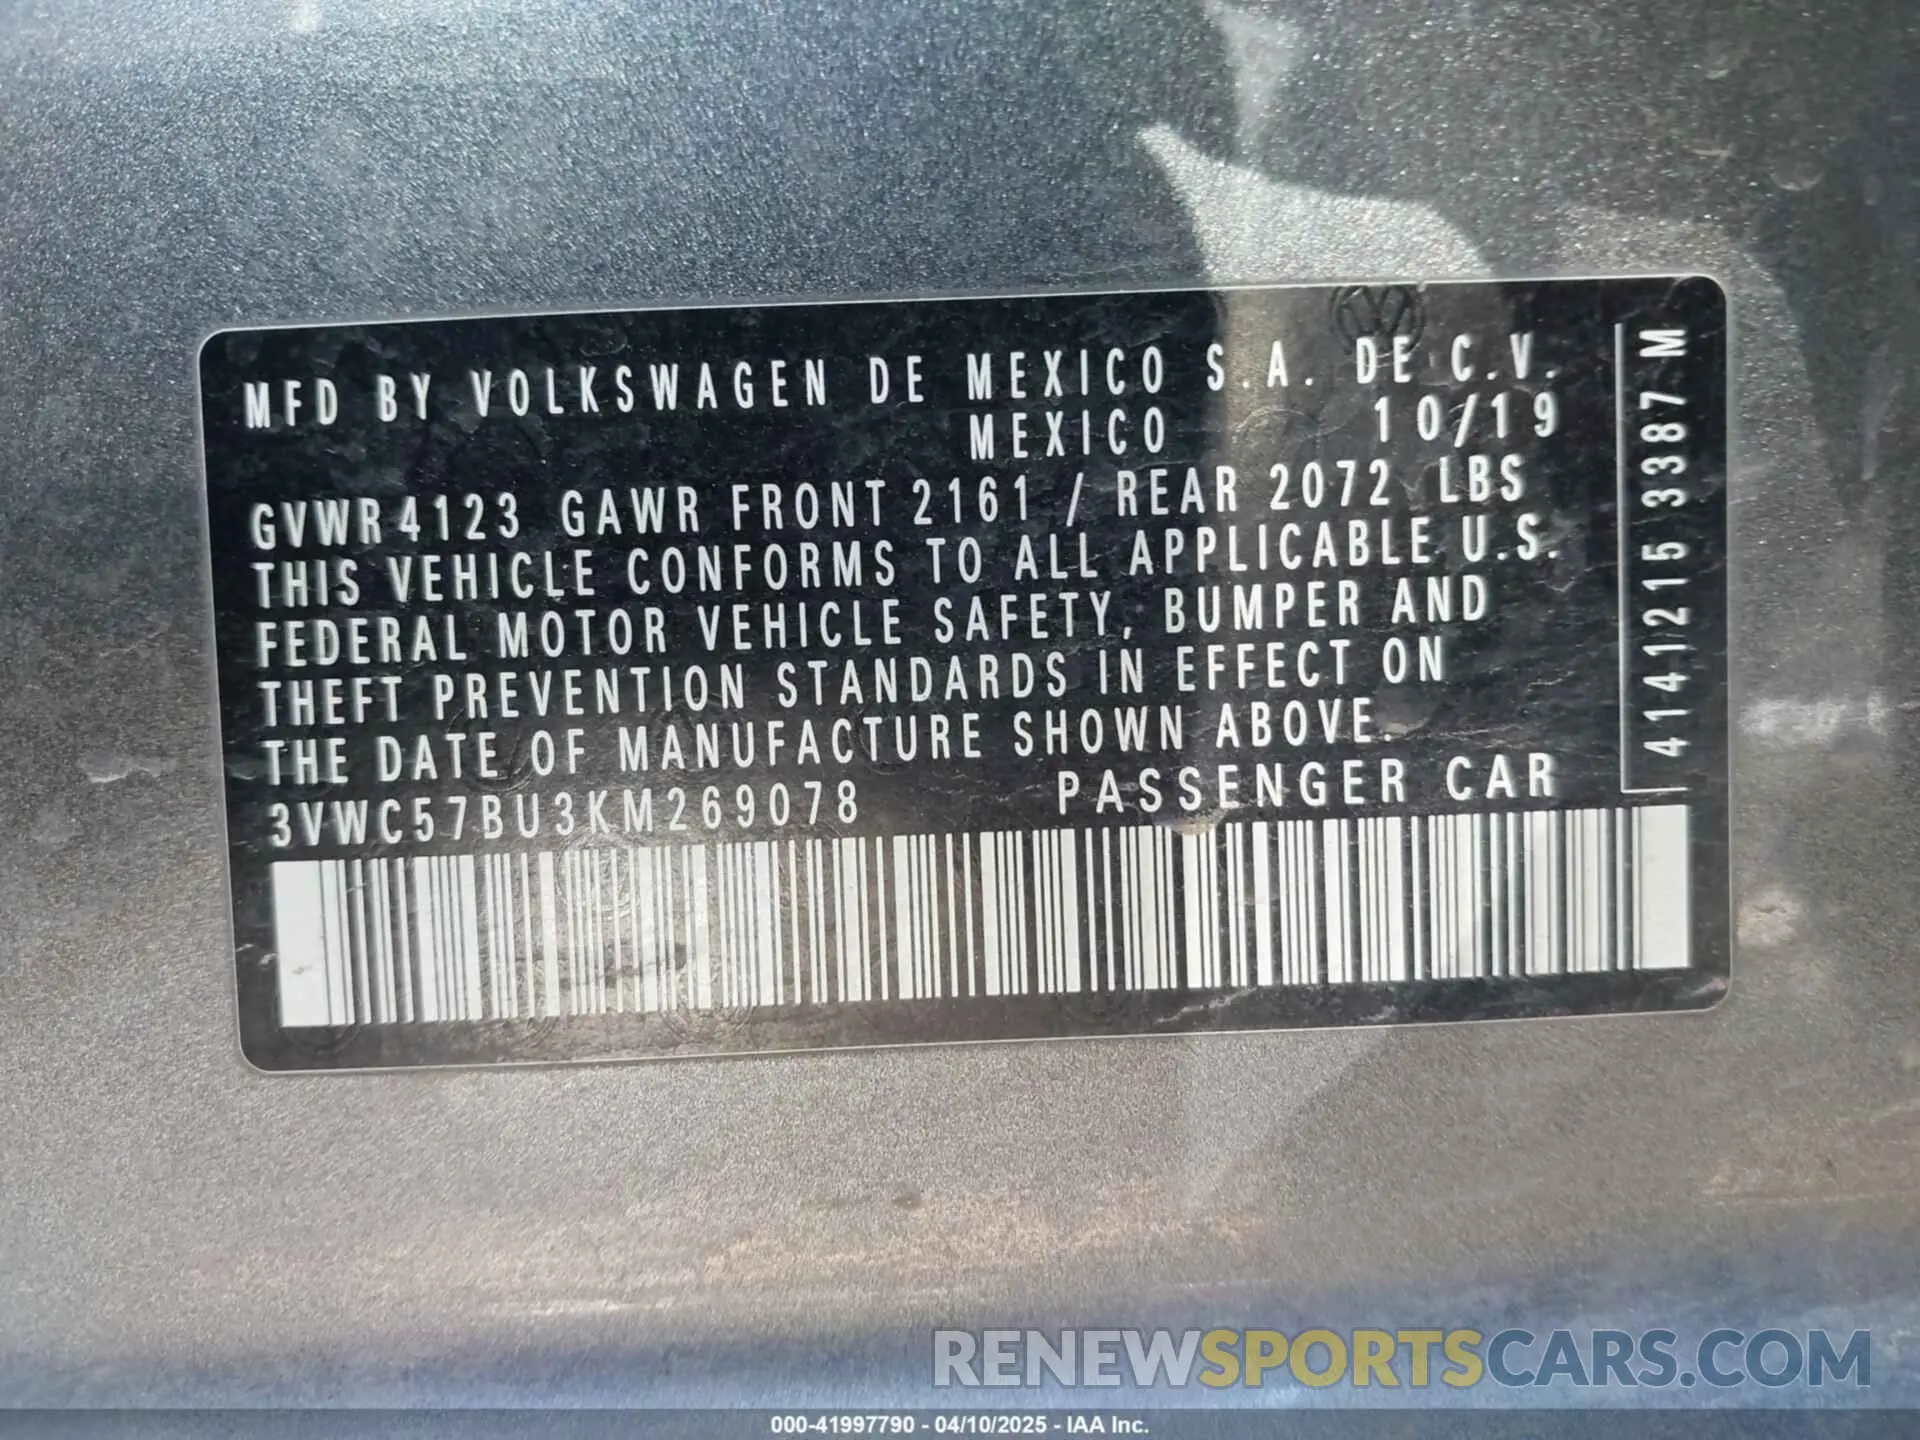 MFD BY VOLKSWAGEN DE MEXICO S.A. DE C.V.
MEXICO 10/19
GVWR 4123 GAWR FRONT 2161 / REAR 2072 LBS
THIS VEHICLE CONFORMS TO ALL APPLICABLE U.S.
FEDERAL MOTOR VEHICLE SAFETY, BUMPER AND
THEFT PREVENTION STANDARDS IN EFFECT ON
THE DATE OF MANUFACTURE SHOWN ABOVE.
3VWC57BU3KM269078 PASSENGER CAR
4141215 3387 M
RENEWSPORTSCARS.COM
000-41997790 - 04/10/2025 - IAA Inc.